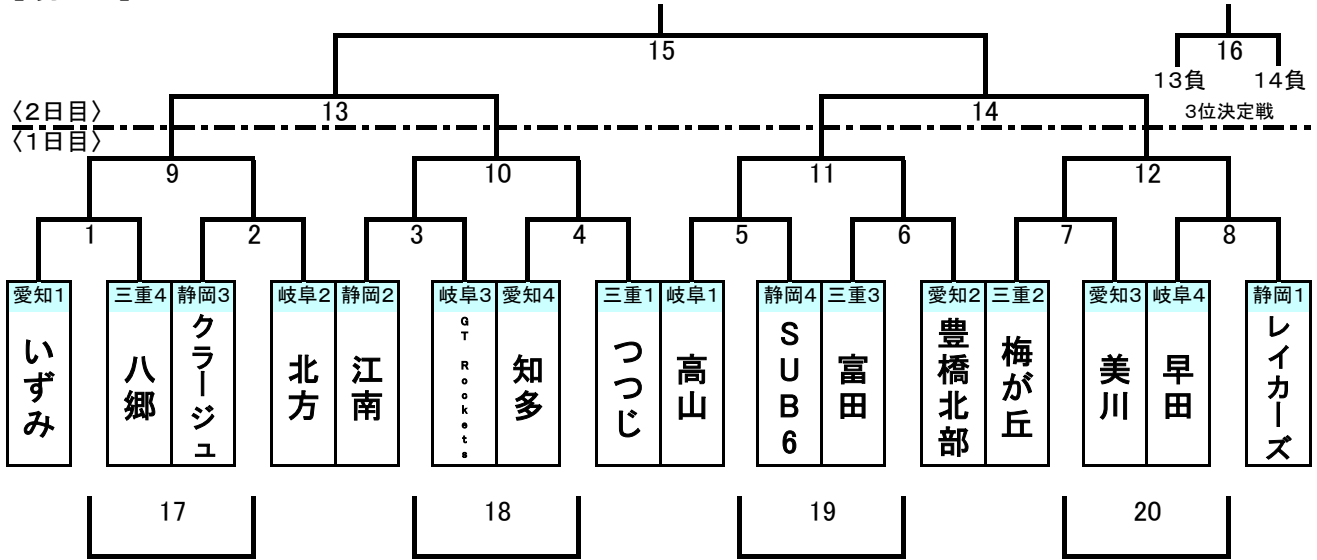 15
16
13負
14負
〈2日目〉
13
14
3位決定戦
〈1日目〉
9
10
11
12
1
2
3
4
5
6
7
8
愛知1
三重4
静岡3
岐阜2
静岡2
岐阜3
愛知4
三重1
岐阜1
静岡4
三重3
愛知2
三重2
愛知3
岐阜4
静岡1
いずみ
八郷
クラージュ
北方
江南
GT Rockets
知多
つつじ
高山
SUB6
富田
豊橋北部
梅が丘
美川
早田
レイカーズ
17
18
19
20